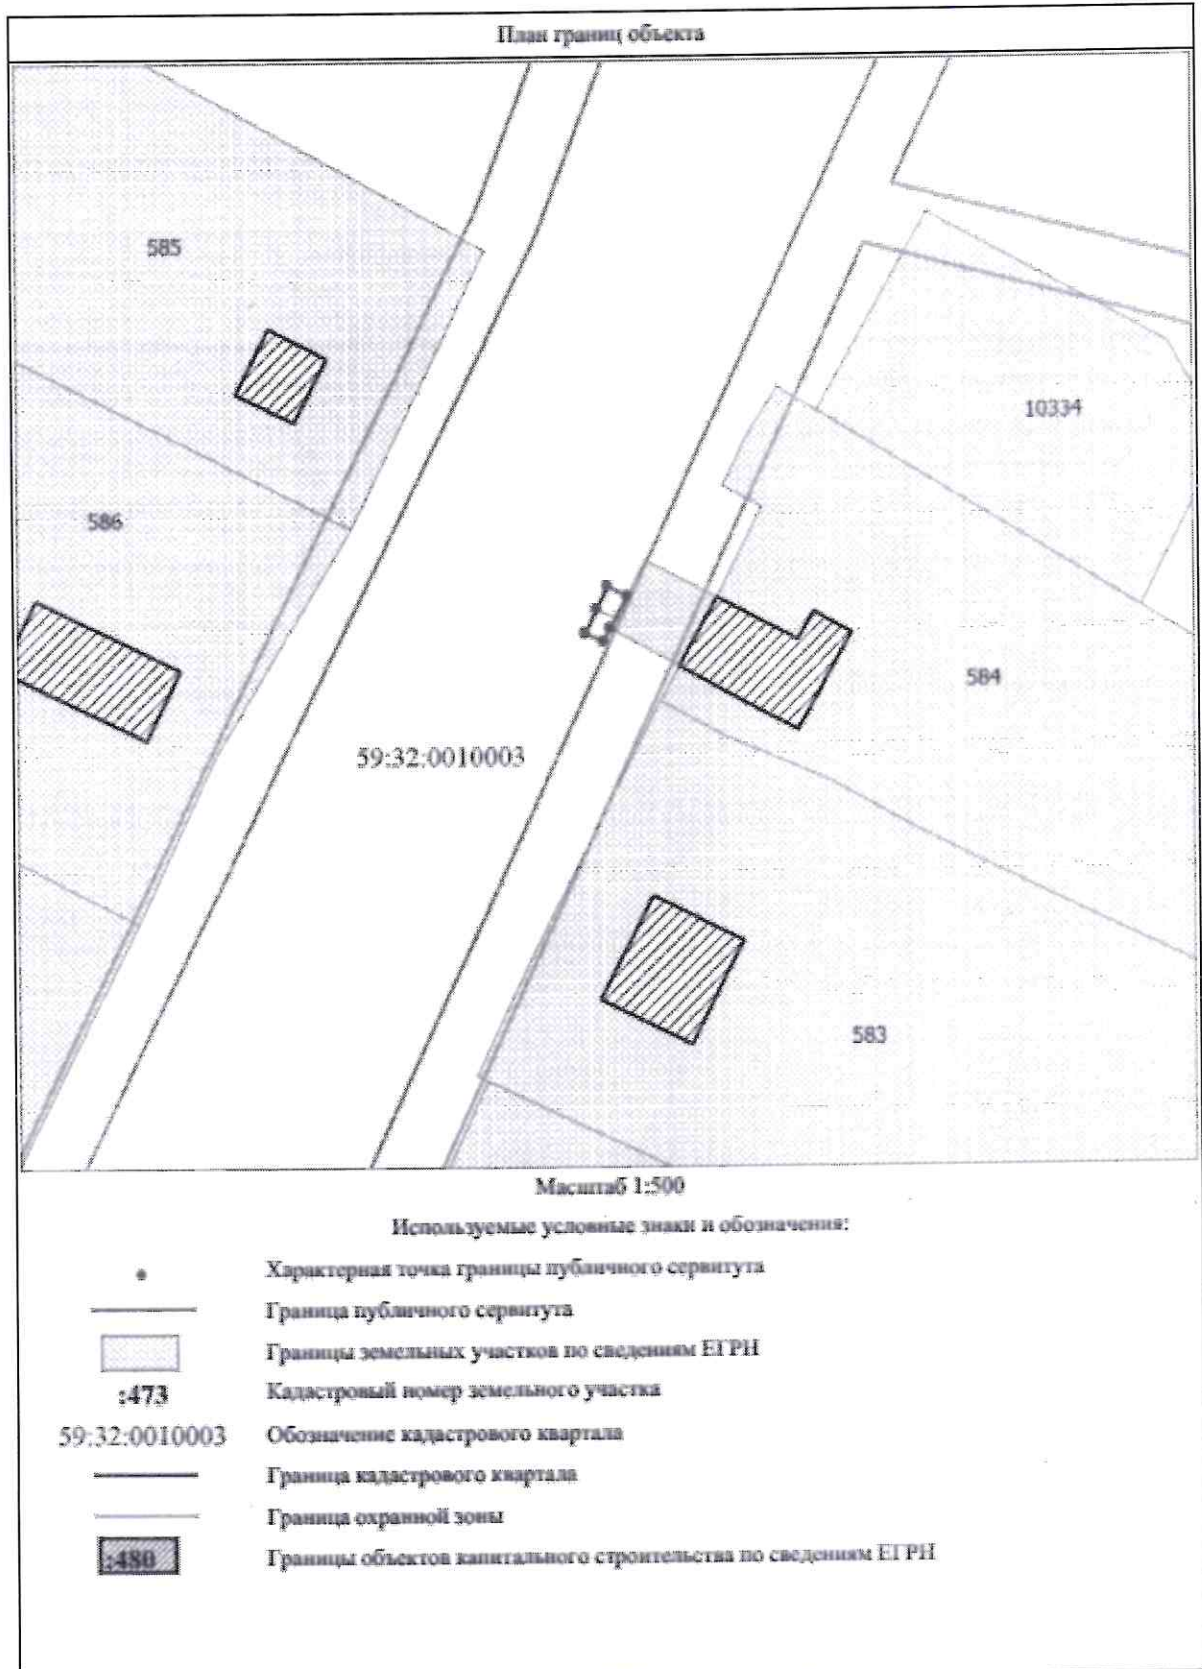 План границ объекта
585
10334
586
584
59:32:0010003
583
Масштаб 1:500
Используемые условные знаки и обозначения:
Характерная точка границы публичного сервитута
Граница публичного сервитута
Границы земельных участков по сведениям ЕГРН
:473 Кадастровый номер земельного участка
59:32:0010003 Обозначение кадастрового квартала
Граница кадастрового квартала
Граница охранной зоны
:480 Границы объектов капитального строительства по сведениям ЕГРН